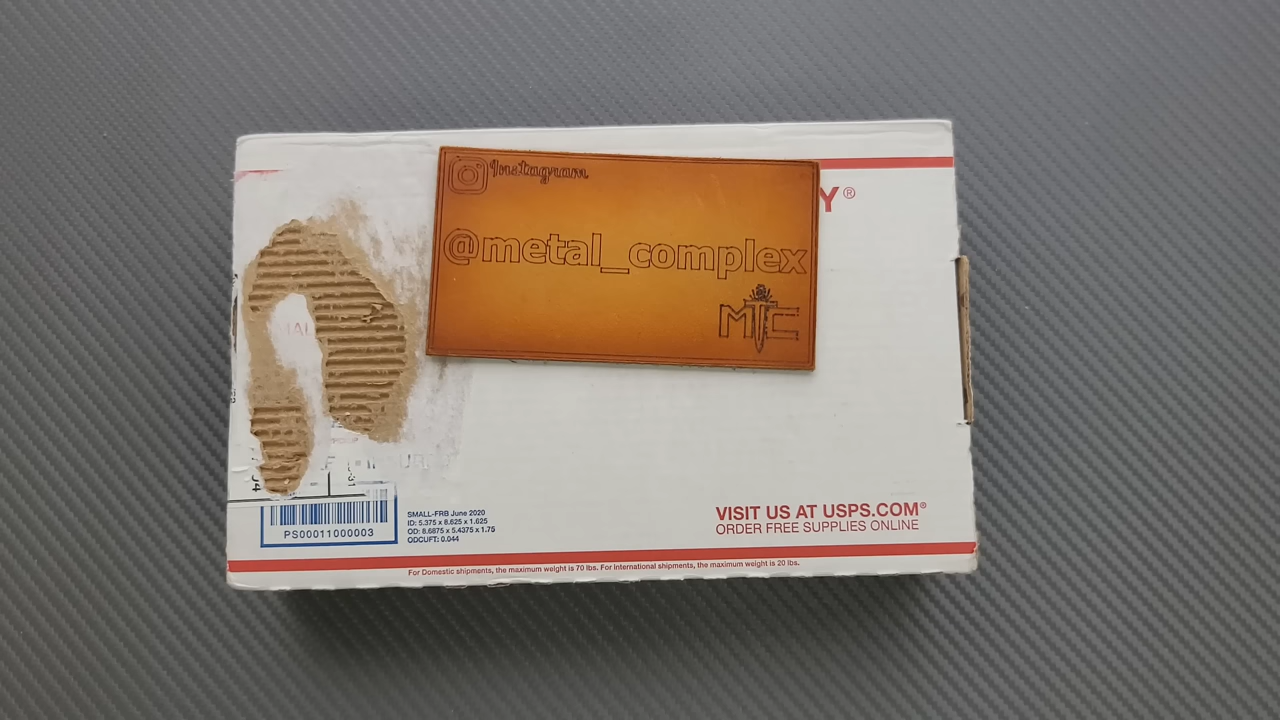 Instagram
@metal_complex
MTC
Y®
MAI
PS00011000003
SMALL-FRB June 2020
ID: 5.375 x 8.625 x 1.625
OD: 8.6875 x 5.4375 x 1.75
ODCUFT: 0.044
VISIT US AT USPS.COM®
ORDER FREE SUPPLIES ONLINE
For Domestic shipments, the maximum weight is 70 lbs. For International shipments, the maximum weight is 20 lbs.